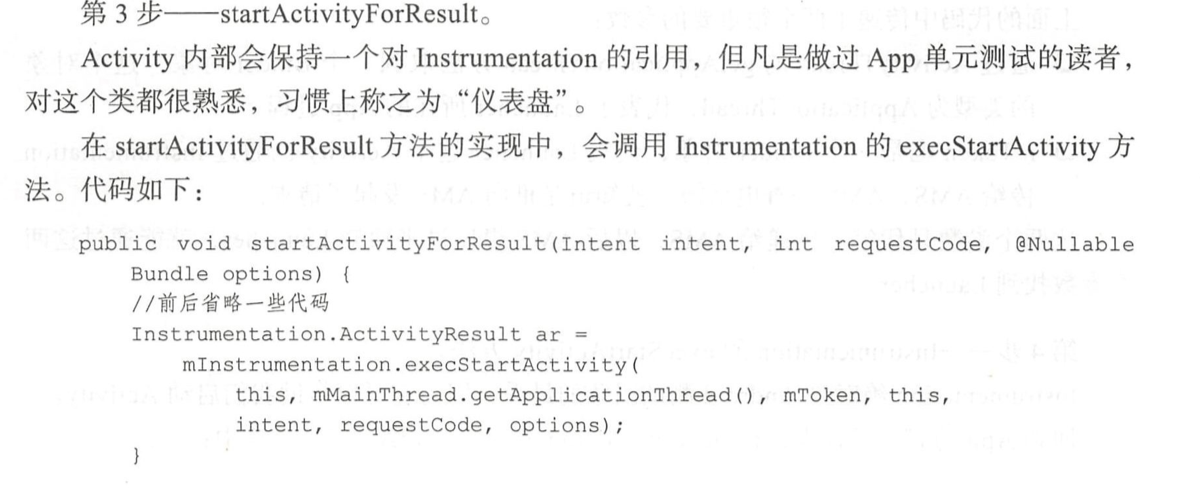 第 3 步——startActivityForResult。
Activity 内部会保持一个对 Instrumentation 的引用，但凡是做过 App 单元测试的读者，
对这个类都很熟悉，习惯上称之为“仪表盘”。
在 startActivityForResult 方法的实现中，会调用 Instrumentation 的 execStartActivity 方
法。代码如下：
public void startActivityForResult(Intent intent, int requestCode, @Nullable
Bundle options) {
//前后省略一些代码
Instrumentation.ActivityResult ar =
mInstrumentation.execStartActivity(
this, mMainThread.getApplicationThread(), mToken, this,
intent, requestCode, options);
}